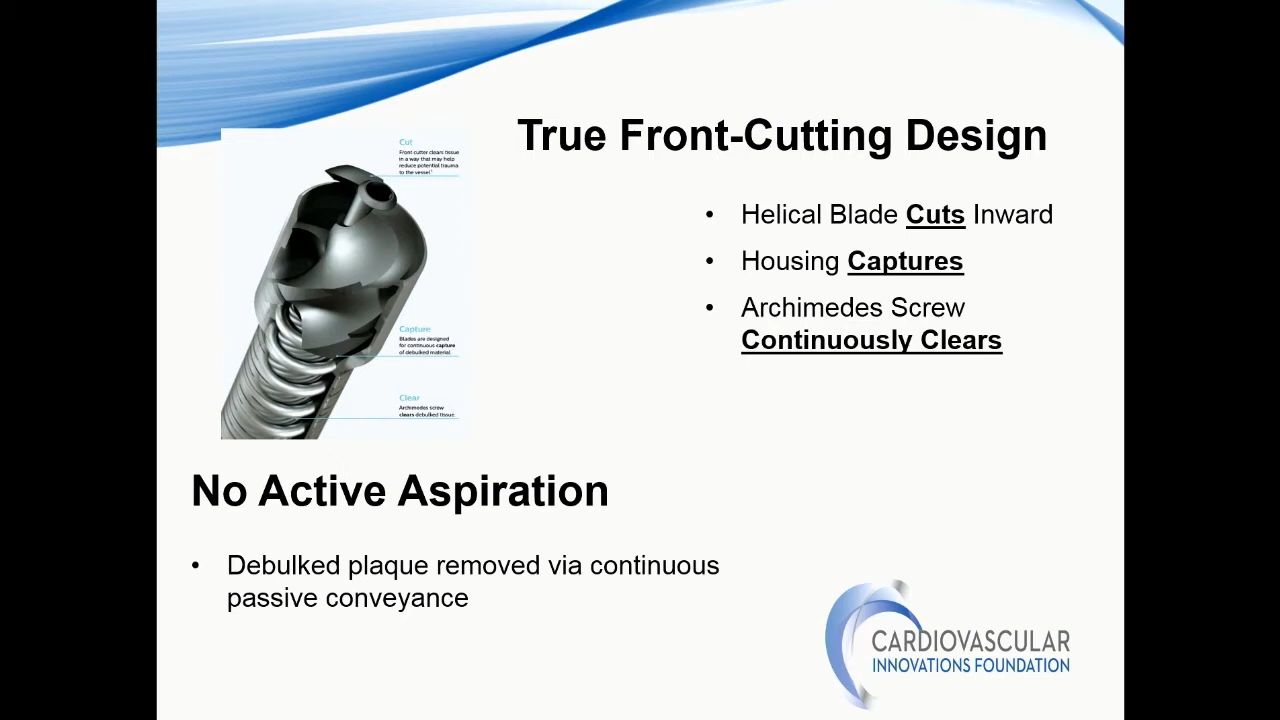 True Front-Cutting Design
Cut
Front cutter clears tissue
in a way that may help
reduce potential trauma
to the vessel.¹
Capture
Blades are designed
for continuous capture
of debulked material.
Clear
Archimedes screw
clears debulked tissue.
• Helical Blade Cuts Inward
• Housing Captures
• Archimedes Screw
Continuously Clears
No Active Aspiration
• Debulked plaque removed via continuous
passive conveyance
CARDIOVASCULAR
INNOVATIONS FOUNDATION